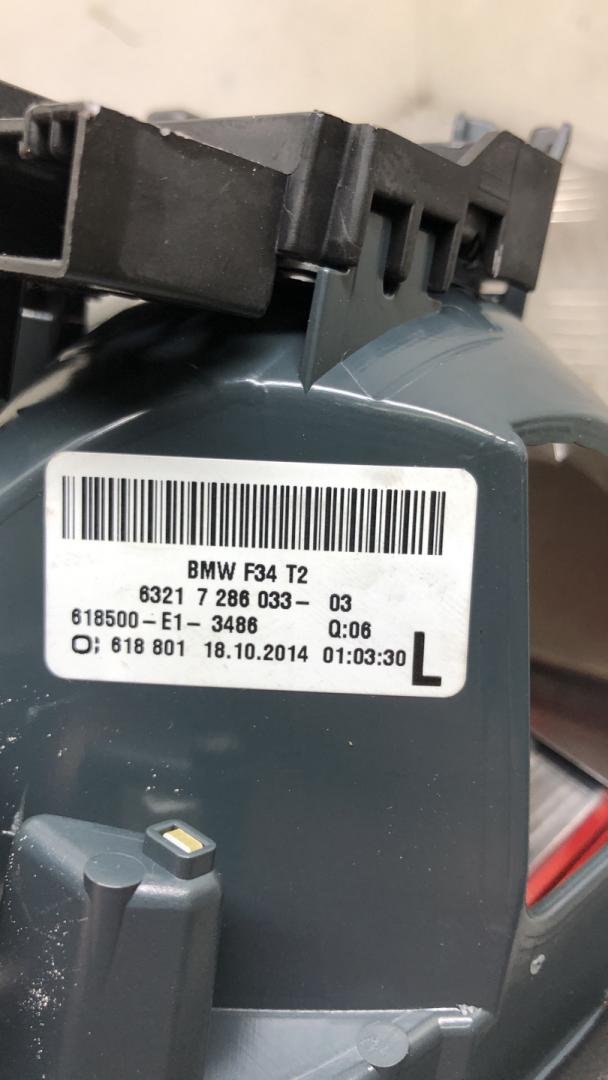 BMW F34 T2
6321 7 286 033- 03
618500-E1- 3486 Q:06
O: 618 801 18.10.2014 01:03:30 L